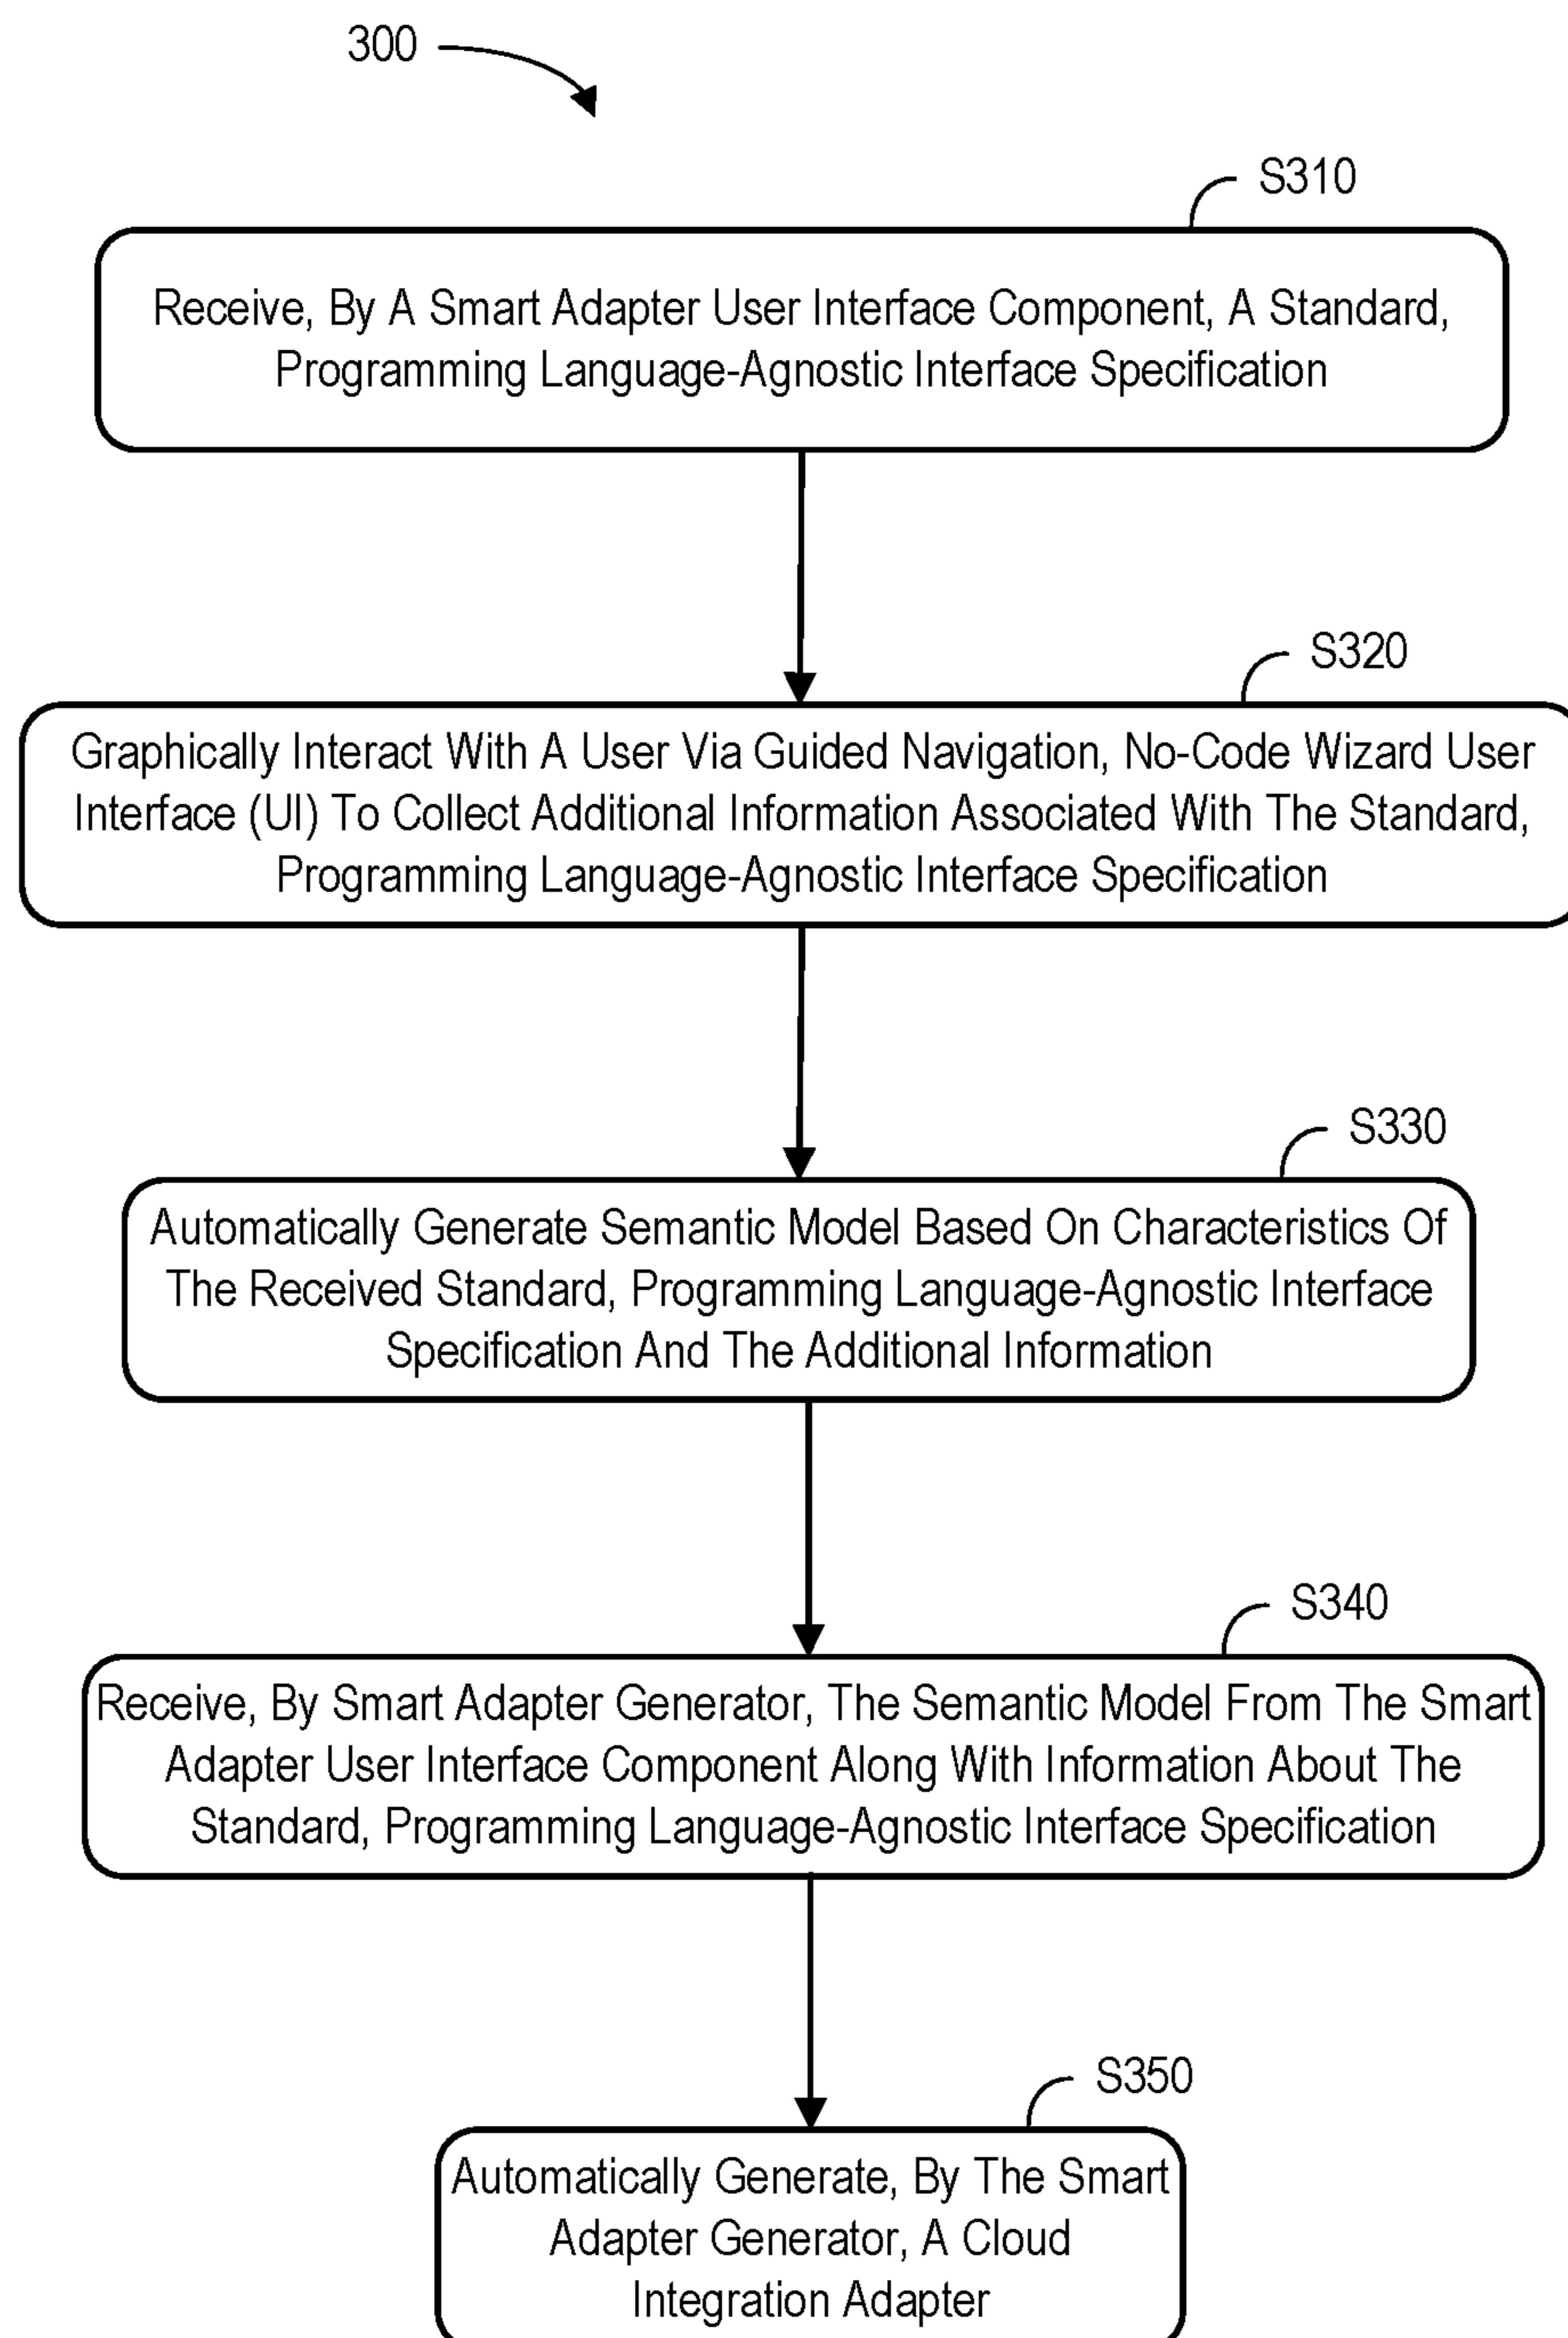 300
S310
Receive, By A Smart Adapter User Interface Component, A Standard,
Programming Language-Agnostic Interface Specification
S320
Graphically Interact With A User Via Guided Navigation, No-Code Wizard User
Interface (UI) To Collect Additional Information Associated With The Standard,
Programming Language-Agnostic Interface Specification
S330
Automatically Generate Semantic Model Based On Characteristics Of
The Received Standard, Programming Language-Agnostic Interface
Specification And The Additional Information
S340
Receive, By Smart Adapter Generator, The Semantic Model From The Smart
Adapter User Interface Component Along With Information About The
Standard, Programming Language-Agnostic Interface Specification
S350
Automatically Generate, By The Smart
Adapter Generator, A Cloud
Integration Adapter